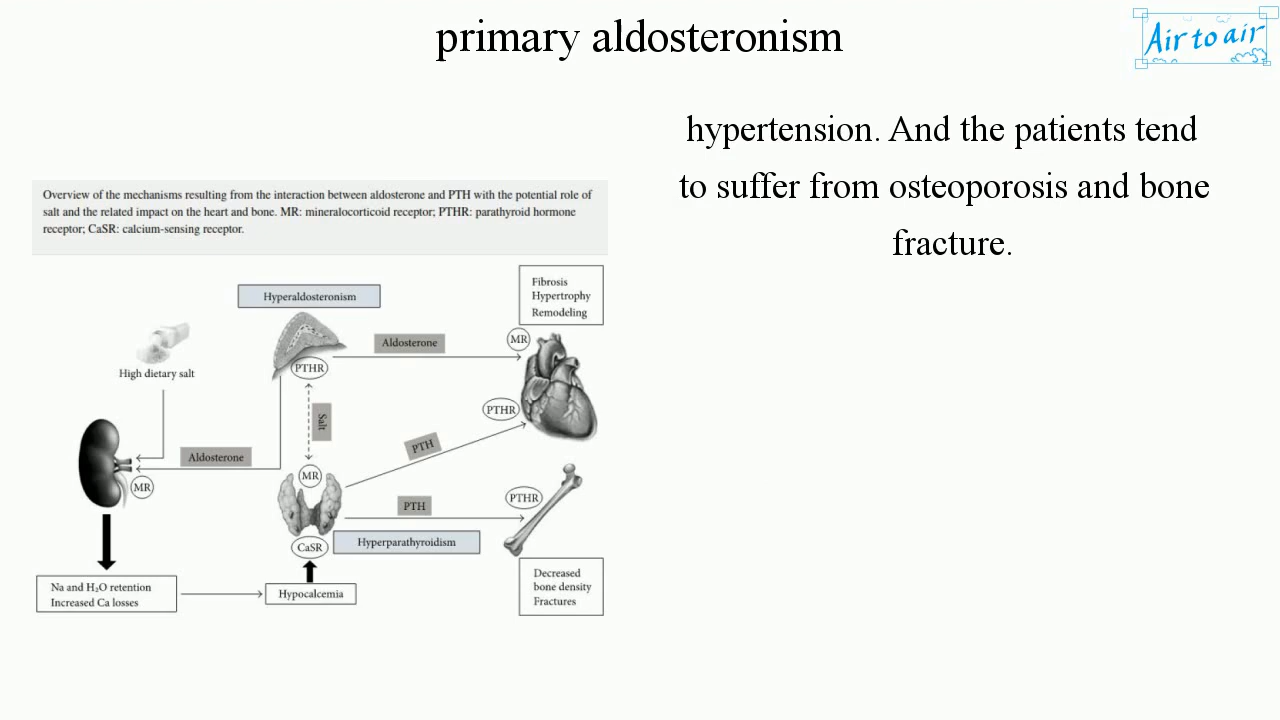 primary aldosteronism
Air to air
hypertension. And the patients tend
to suffer from osteoporosis and bone
fracture.
Overview of the mechanisms resulting from the interaction between aldosterone and PTH with the potential role of
salt and the related impact on the heart and bone. MR: mineralocorticoid receptor; PTHR: parathyroid hormone
receptor; CaSR: calcium-sensing receptor.
Hyperaldosteronism
Fibrosis
Hypertrophy
Remodeling
High dietary salt
PTHR
Aldosterone
MR
Salt
PTHR
PTH
Aldosterone
MR
MR
PTH
PTHR
CaSR
Hyperparathyroidism
Na and H₂O retention
Increased Ca losses
Hypocalcemia
Decreased
bone density
Fractures